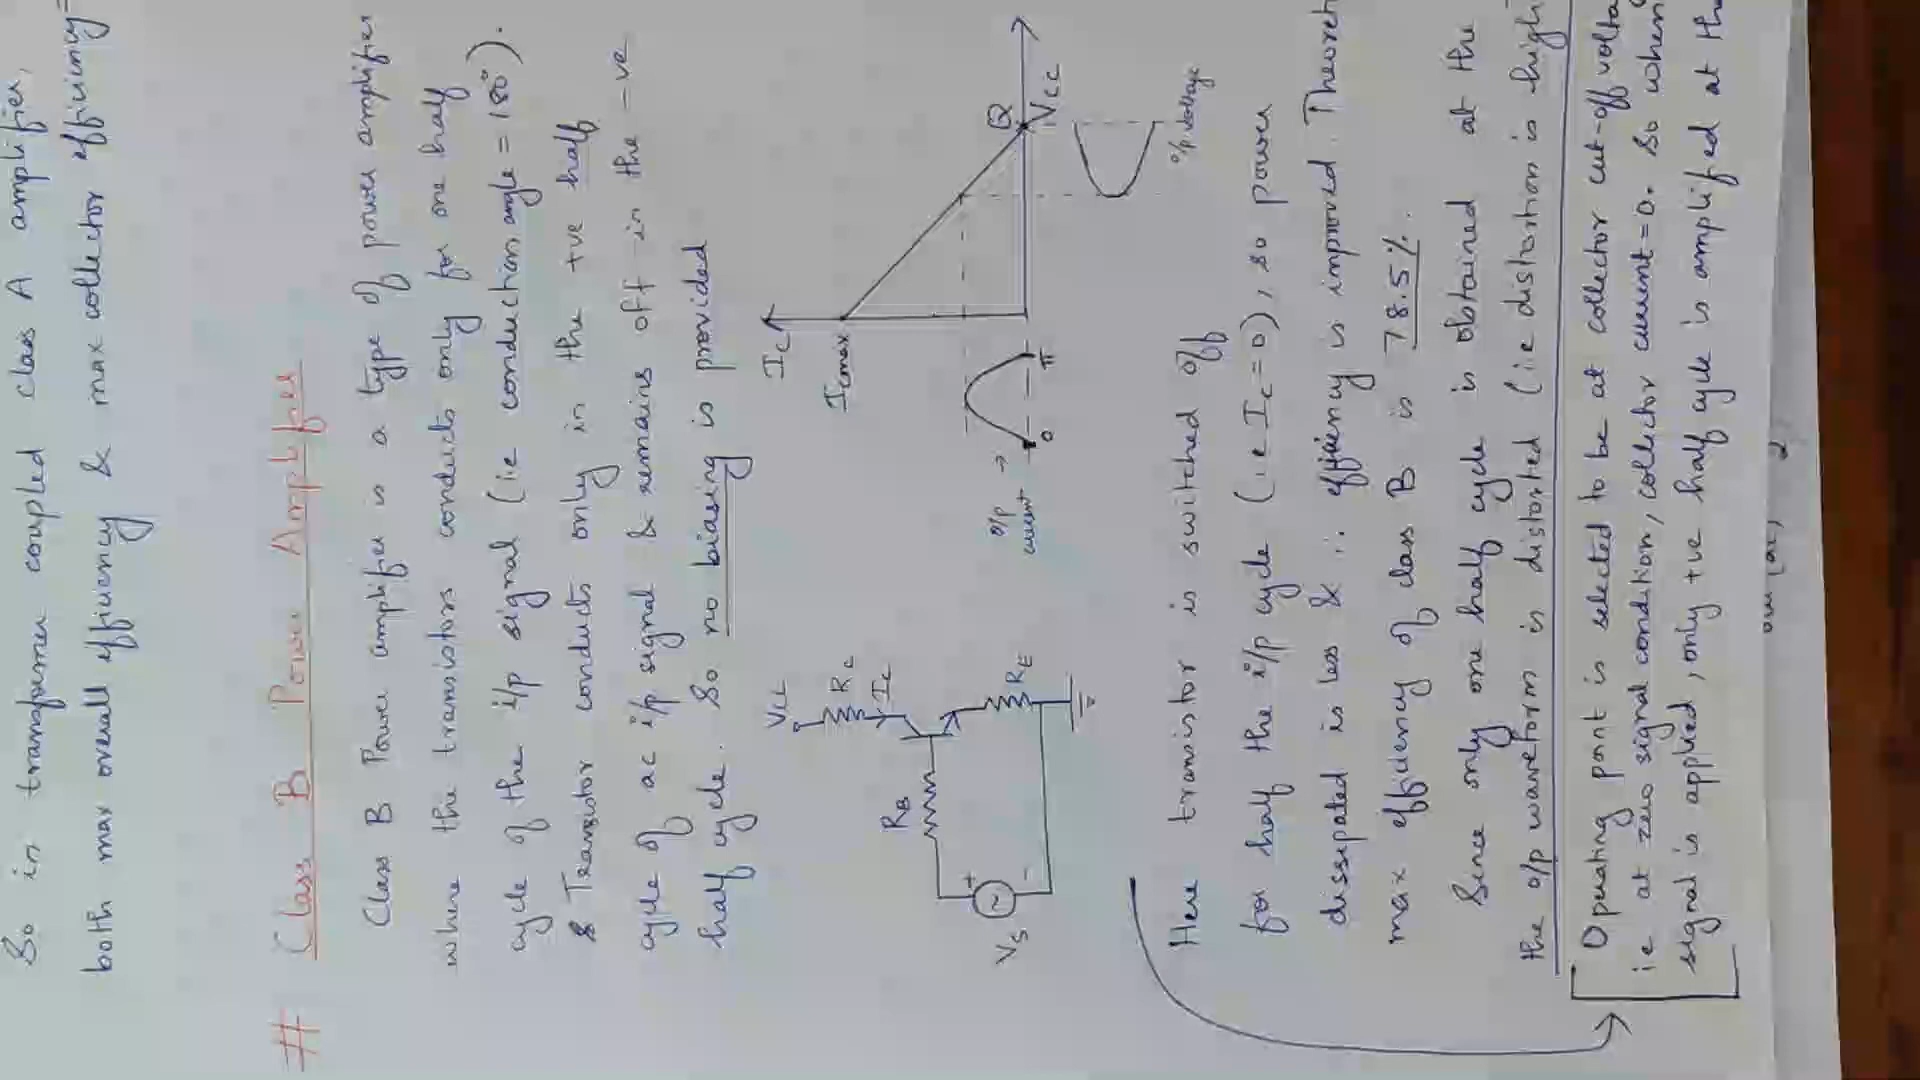 So in transformer coupled class A amplifier,
both max overall efficiency & max collector efficiency =
# Class B Power Amplifier
Class B Power amplifier is a type of power amplifier
where the transistors conducts only for one half
cycle of the i/p signal (ie conduction angle = 180°).
& Transistor conducts only in the +ve half
cycle of ac i/p signal & remains off in the -ve
half cycle. So no biasing is provided
VCC
RC
IC
RB
RE
VS
+
-
IC
ICmax
Q
VCC
o/p current →
0
π
o/p voltage
Here transistor is switched off
for half the i/p cycle (ie IC=0), so power
dissipated is less & ∴ efficiency is improved. Theoret
max efficiency of class B is 78.5%.
Since only one half cycle is obtained at the
the o/p waveform is distorted (ie distortion is high
Operating point is selected to be at collector cut-off volta
ie at zero signal condition, collector current=0. So when
signal is applied, only +ve half cycle is amplified at the